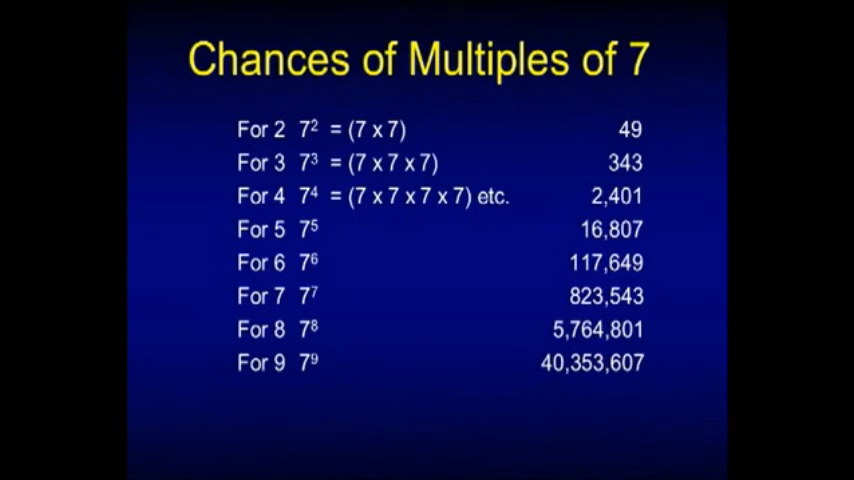 Chances of Multiples of 7
For 2 7² = (7 x 7) 49
For 3 7³ = (7 x 7 x 7) 343
For 4 7⁴ = (7 x 7 x 7 x 7) etc. 2,401
For 5 7⁵ 16,807
For 6 7⁶ 117,649
For 7 7⁷ 823,543
For 8 7⁸ 5,764,801
For 9 7⁹ 40,353,607